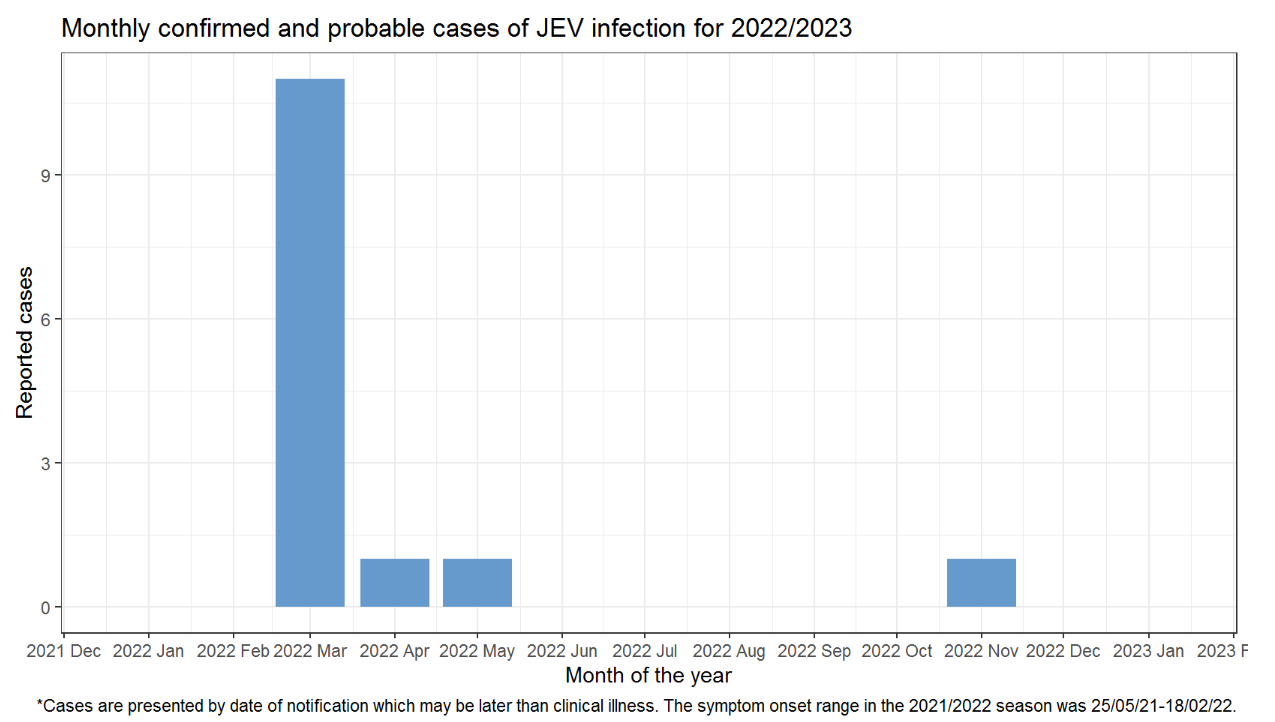 Monthly confirmed and probable cases of JEV infection for 2022/2023
Reported cases
9
6
3
0
2021 Dec 2022 Jan 2022 Feb 2022 Mar 2022 Apr 2022 May 2022 Jun 2022 Jul 2022 Aug 2022 Sep 2022 Oct 2022 Nov 2022 Dec 2023 Jan 2023 F
Month of the year
*Cases are presented by date of notification which may be later than clinical illness. The symptom onset range in the 2021/2022 season was 25/05/21-18/02/22.